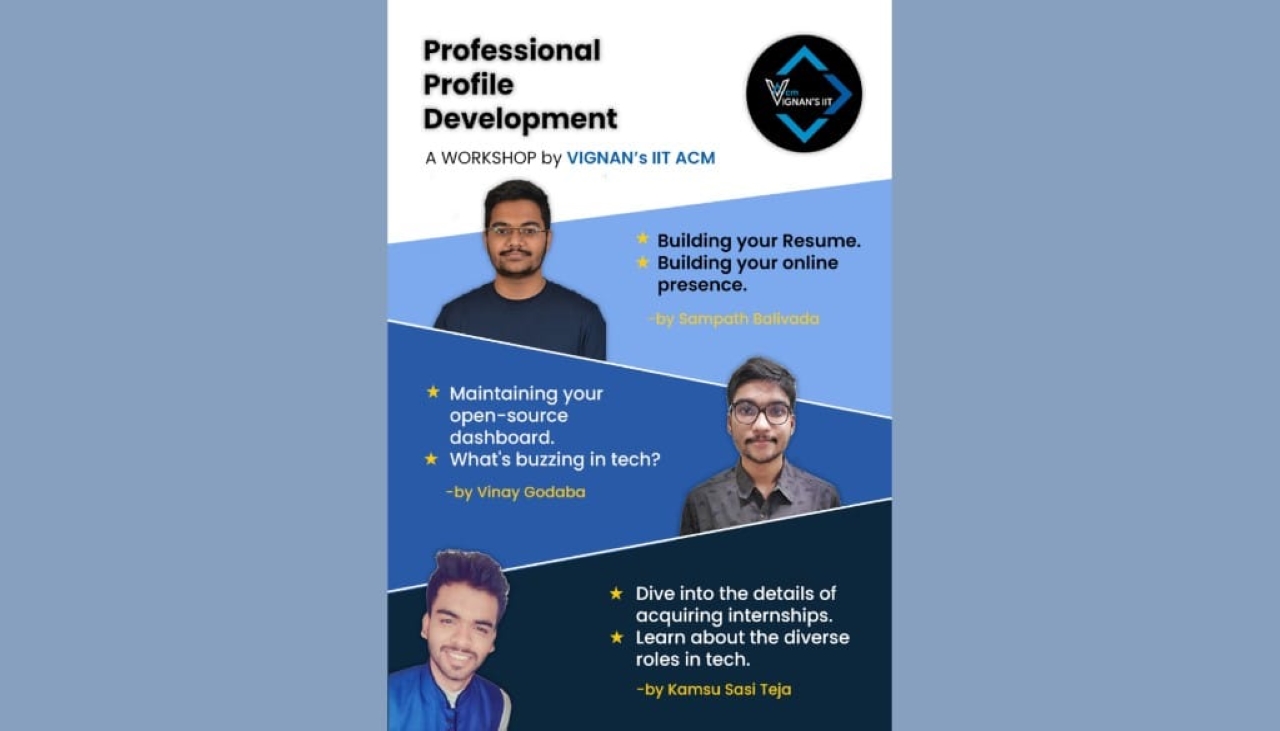 Professional
Profile
Development
A WORKSHOP by VIGNAN's IIT ACM
acm
VIGNAN'S IIT
Building your Resume.
Building your online
presence.
-by Sampath Balivada
Maintaining your
open-source
dashboard.
What's buzzing in tech?
-by Vinay Godaba
Dive into the details of
acquiring internships.
Learn about the diverse
roles in tech.
-by Kamsu Sasi Teja